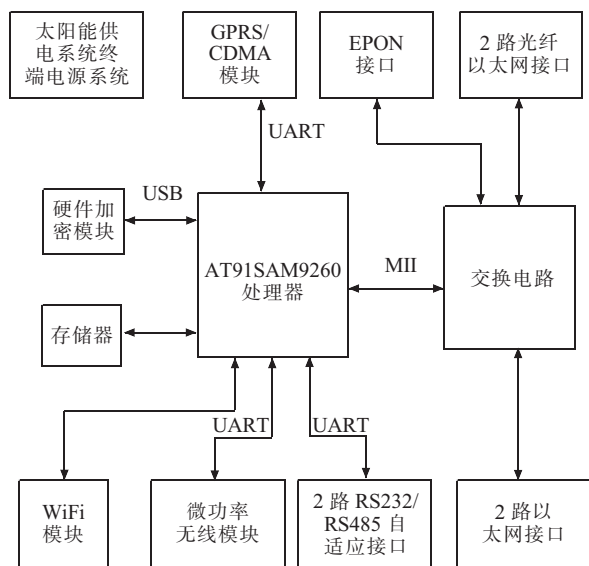 太阳能供
电系统终
端电源系统
GPRS/
CDMA
模块
EPON
接口
2 路光纤
以太网接口
UART
硬件加
密模块
USB
AT91SAM9260
处理器
MII
交换电路
存储器
UART
UART
WiFi
模块
微功率
无线模块
2 路 RS232/
RS485 自
适应接口
2 路以
太网接口